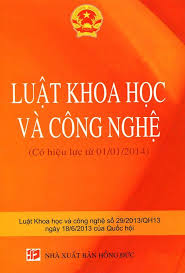 LUẬT KHOA HỌC
VÀ CÔNG NGHỆ
(Có hiệu lực từ 01/01/2014)
Luật Khoa học và công nghệ số 29/2013/QH13
ngày 18/6/2013 của Quốc hội
NHÀ XUẤT BẢN HỒNG ĐỨC